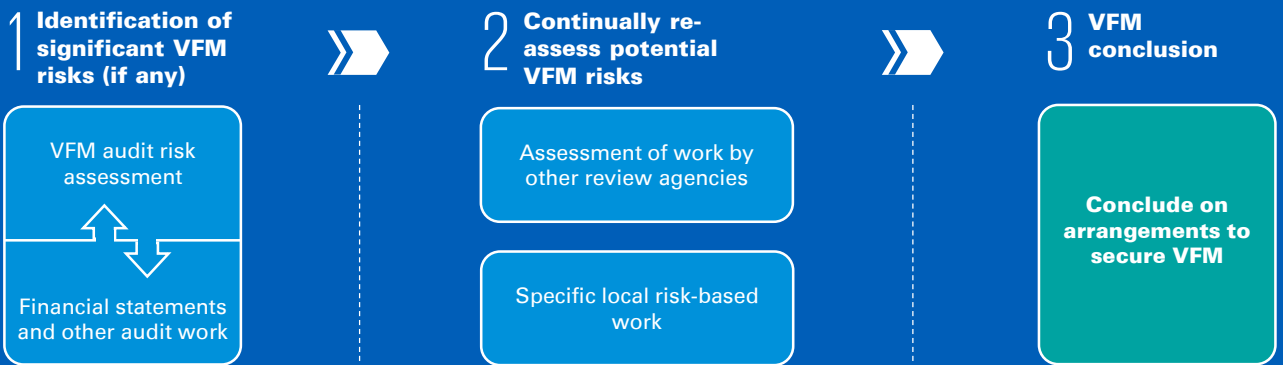 1
Identification of
significant VFM
risks (if any)
VFM audit risk
assessment
Financial statements
and other audit work
2
Continually re-
assess potential
VFM risks
Assessment of work by
other review agencies
Specific local risk-based
work
3
VFM
conclusion
Conclude on
arrangements to
secure VFM